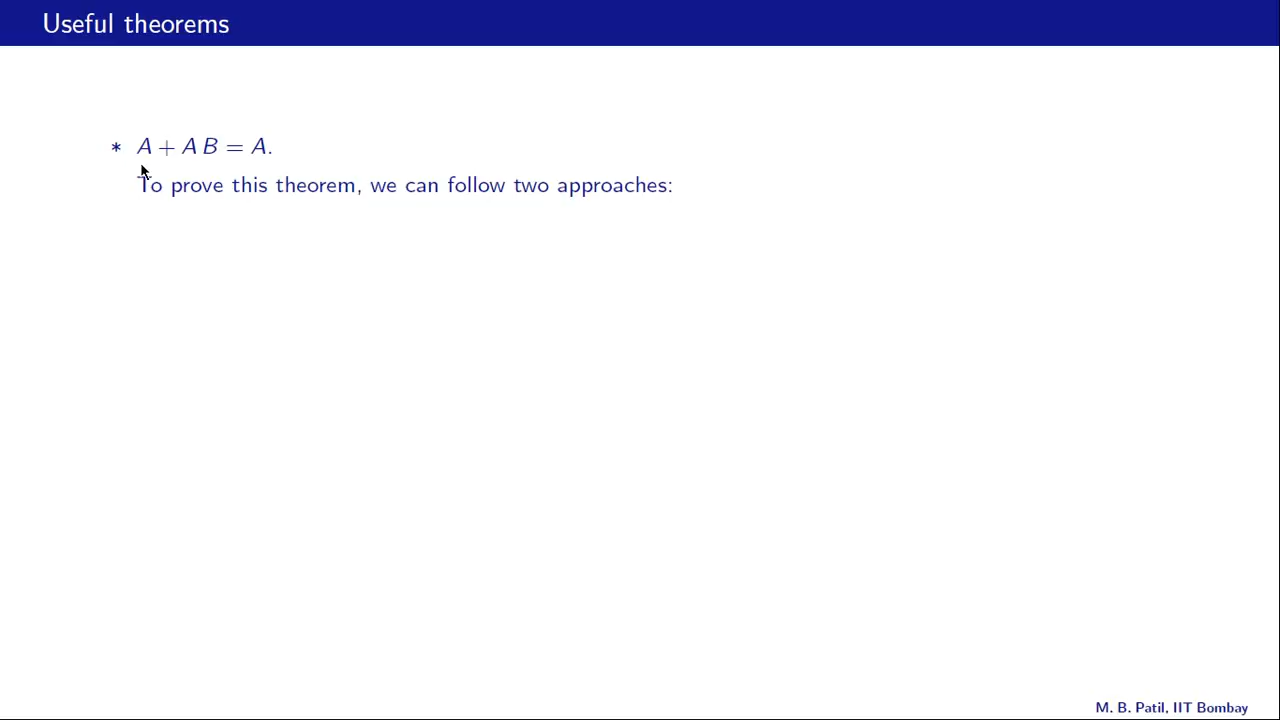 Useful theorems
* A + A B = A.
To prove this theorem, we can follow two approaches:
M. B. Patil, IIT Bombay